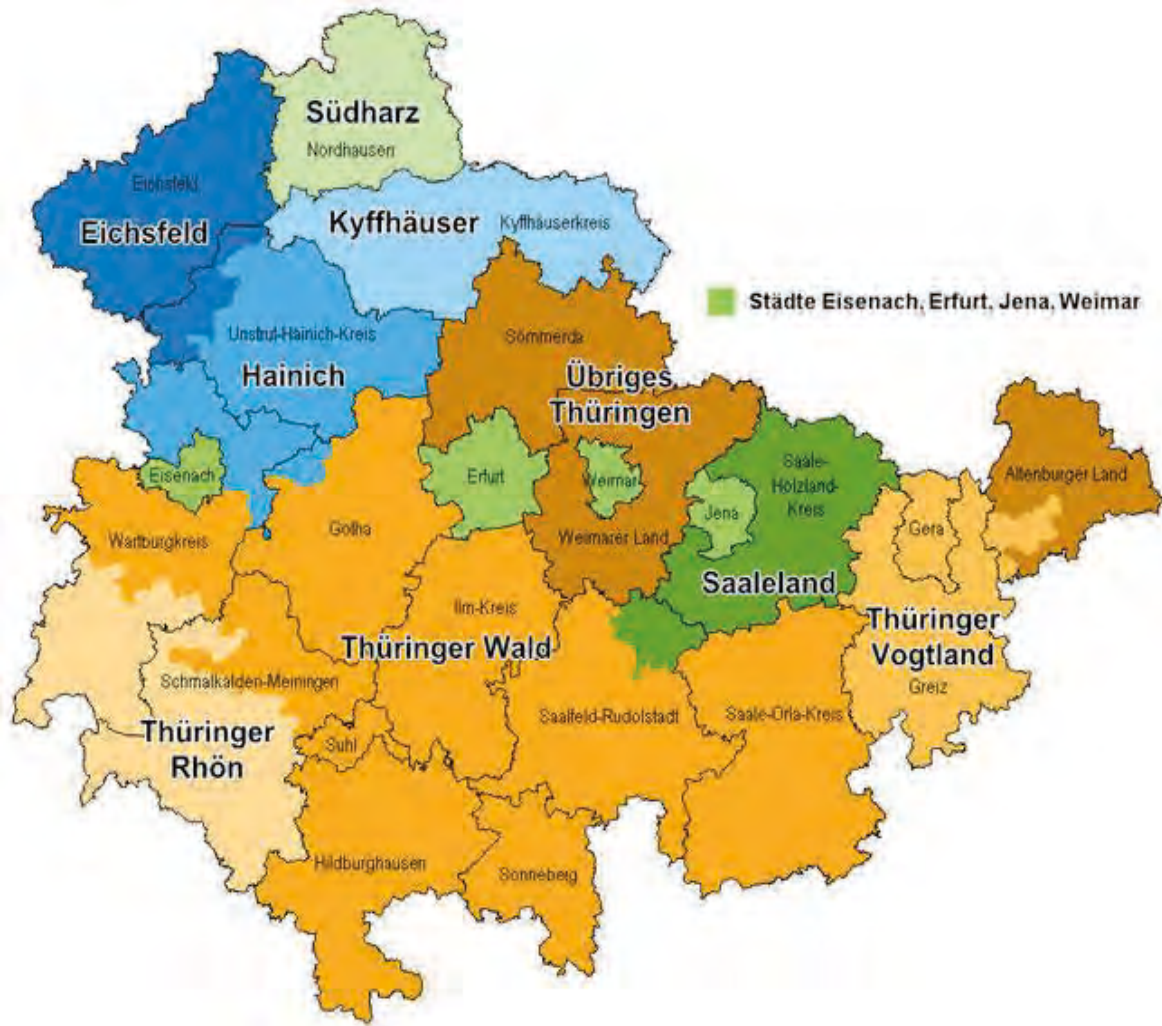 Südharz
Nordhausen
Eichsfeld
Eichsfeld
Kyffhäuser
Kyffhäuserkreis
Städte Eisenach, Erfurt, Jena, Weimar
Unstrut-Hainich-Kreis
Hainich
Sömmerda
Übriges
Thüringen
Eisenach
Erfurt
Weimar
Jena
Saale-
Holzland-
Kreis
Altenburger Land
Wartburgkreis
Gotha
Weimarer Land
Gera
Saaleland
Ilm-Kreis
Thüringer Wald
Thüringer
Vogtland
Greiz
Schmalkalden-Meiningen
Saalfeld-Rudolstadt
Saale-Orla-Kreis
Thüringer
Rhön
Suhl
Hildburghausen
Sonneberg